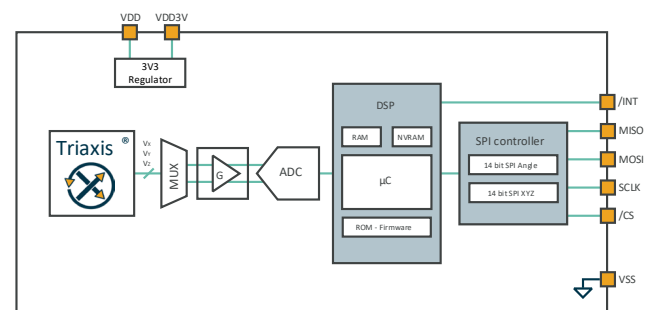 VDD VDD3V
3V3
Regulator
DSP
/INT
RAM NVRAM
SPI controller
MISO
Triaxis ®
VX
VY
VZ
MUX
G
ADC
µC
14 bit SPI Angle
MOSI
14 bit SPI XYZ
SCLK
ROM - Firmware
/CS
VSS